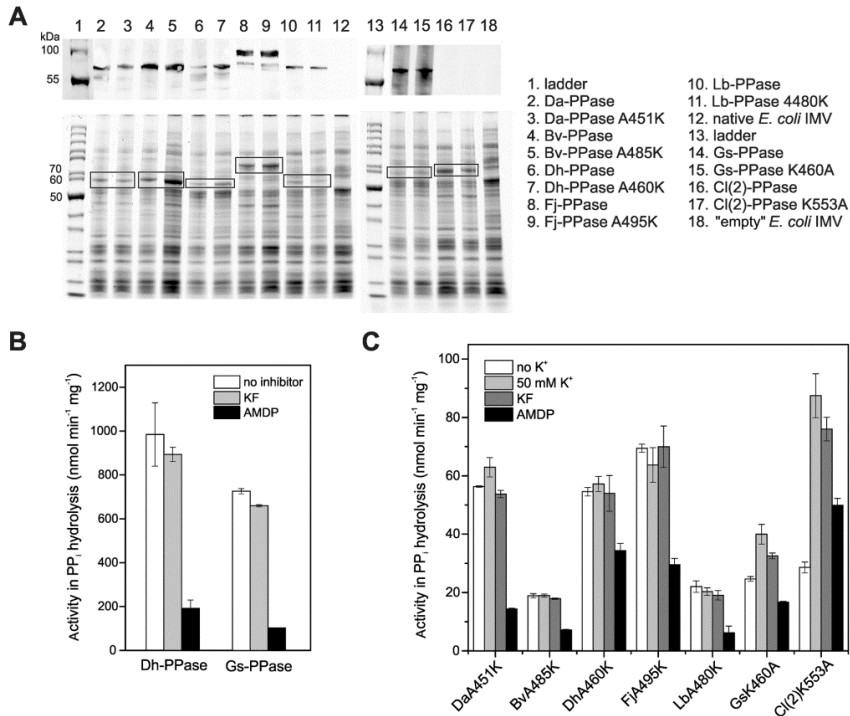 A
kDa 1 2 3 4 5 6 7 8 9 10 11 12 13 14 15 16 17 18
100
55
70
60
50
1. ladder
2. Da-PPase
3. Da-PPase A451K
4. Bv-PPase
5. Bv-PPase A485K
6. Dh-PPase
7. Dh-PPase A460K
8. Fj-PPase
9. Fj-PPase A495K
10. Lb-PPase
11. Lb-PPase 4480K
12. native E. coli IMV
13. ladder
14. Gs-PPase
15. Gs-PPase K460A
16. Cl(2)-PPase
17. Cl(2)-PPase K553A
18. "empty" E. coli IMV
B
Activity in PPi hydrolysis (nmol min-1 mg-1)
1200
1000
800
600
400
200
0
no inhibitor
KF
AMDP
Dh-PPase Gs-PPase
C
Activity in PPi hydrolysis (nmol min-1 mg-1)
100
80
60
40
20
0
no K+
50 mM K+
KF
AMDP
DaA451K BvA485K DhA460K FjA495K LbA480K GsK460A Cl(2)K553A